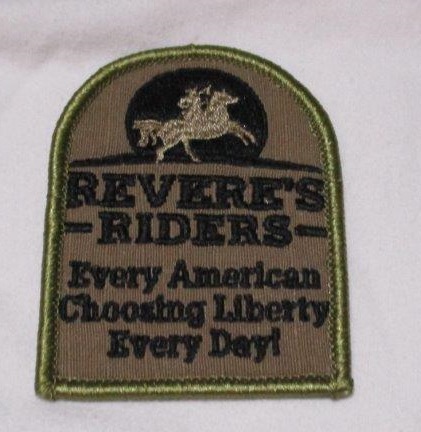 REVERE'S
-RIDERS-
Every American
Choosing Liberty
Every Day!